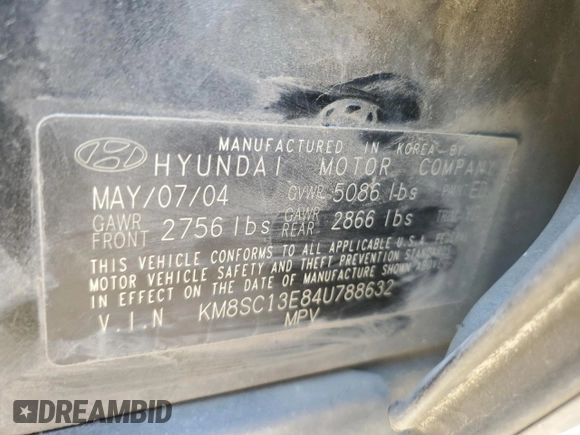 MANUFACTURED IN KOREA BY
HYUNDAI MOTOR COMPANY
MAY/07/04 GVWR 5086 lbs
GAWR FRONT 2756 lbs GAWR REAR 2866 lbs
THIS VEHICLE CONFORMS TO ALL APPLICABLE U.S.A
MOTOR VEHICLE SAFETY AND THEFT PREVENTION
IN EFFECT ON THE DATE OF MANUFACTURE SHOWN
V.I.N KM8SC13E84U788632
MPV
DREAMBID